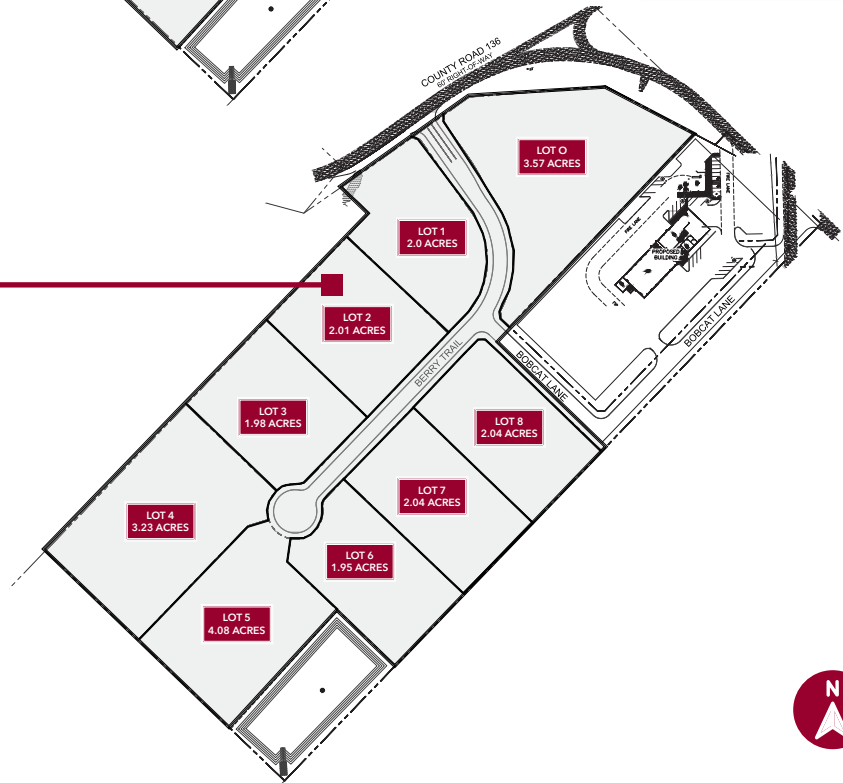 COUNTY ROAD 136
60' RIGHT-OF-WAY
LOT O
3.57 ACRES
FIRE LANE
FIRE LANE
LOT 1
2.0 ACRES
PROPOSED
BUILDING
LOT 2
2.01 ACRES
BERRY TRAIL
BOBCAT LANE
BOBCAT LANE
LOT 3
1.98 ACRES
LOT 8
2.04 ACRES
LOT 7
2.04 ACRES
LOT 4
3.23 ACRES
LOT 6
1.95 ACRES
LOT 5
4.08 ACRES
N